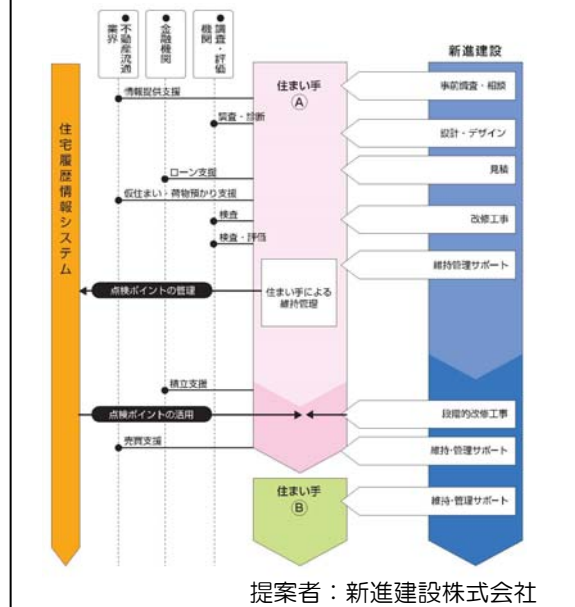 不動産流通業界
金融機関
調査・評価機関
新進建設
住まい手
Ⓐ
事前調査・相談
情報提供支援
調査・診断
設計・デザイン
ローン支援
見積
仮住まい・荷物預かり支援
検査
改修工事
検査・評価
維持管理サポート
住宅履歴情報システム
点検ポイントの管理
住まい手による
維持管理
積立支援
点検ポイントの活用
段階的改修工事
売買支援
維持・管理サポート
住まい手
Ⓑ
維持・管理サポート
提案者：新進建設株式会社